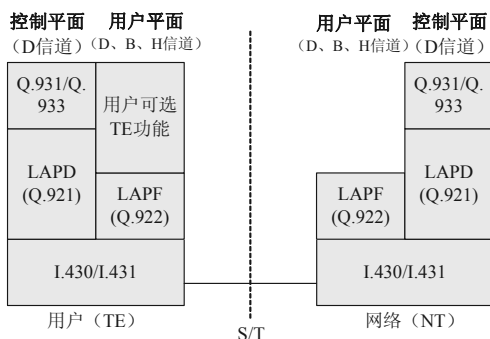 控制平面
（D信道）
用户平面
（D、B、H信道）
Q.931/Q.
933
用户可选
TE功能
LAPD
(Q.921)
LAPF
(Q.922)
I.430/I.431
用户（TE）
S/T
用户平面
（D、B、H信道）
控制平面
（D信道）
Q.931/Q.
933
LAPF
(Q.922)
LAPD
(Q.921)
I.430/I.431
网络（NT）